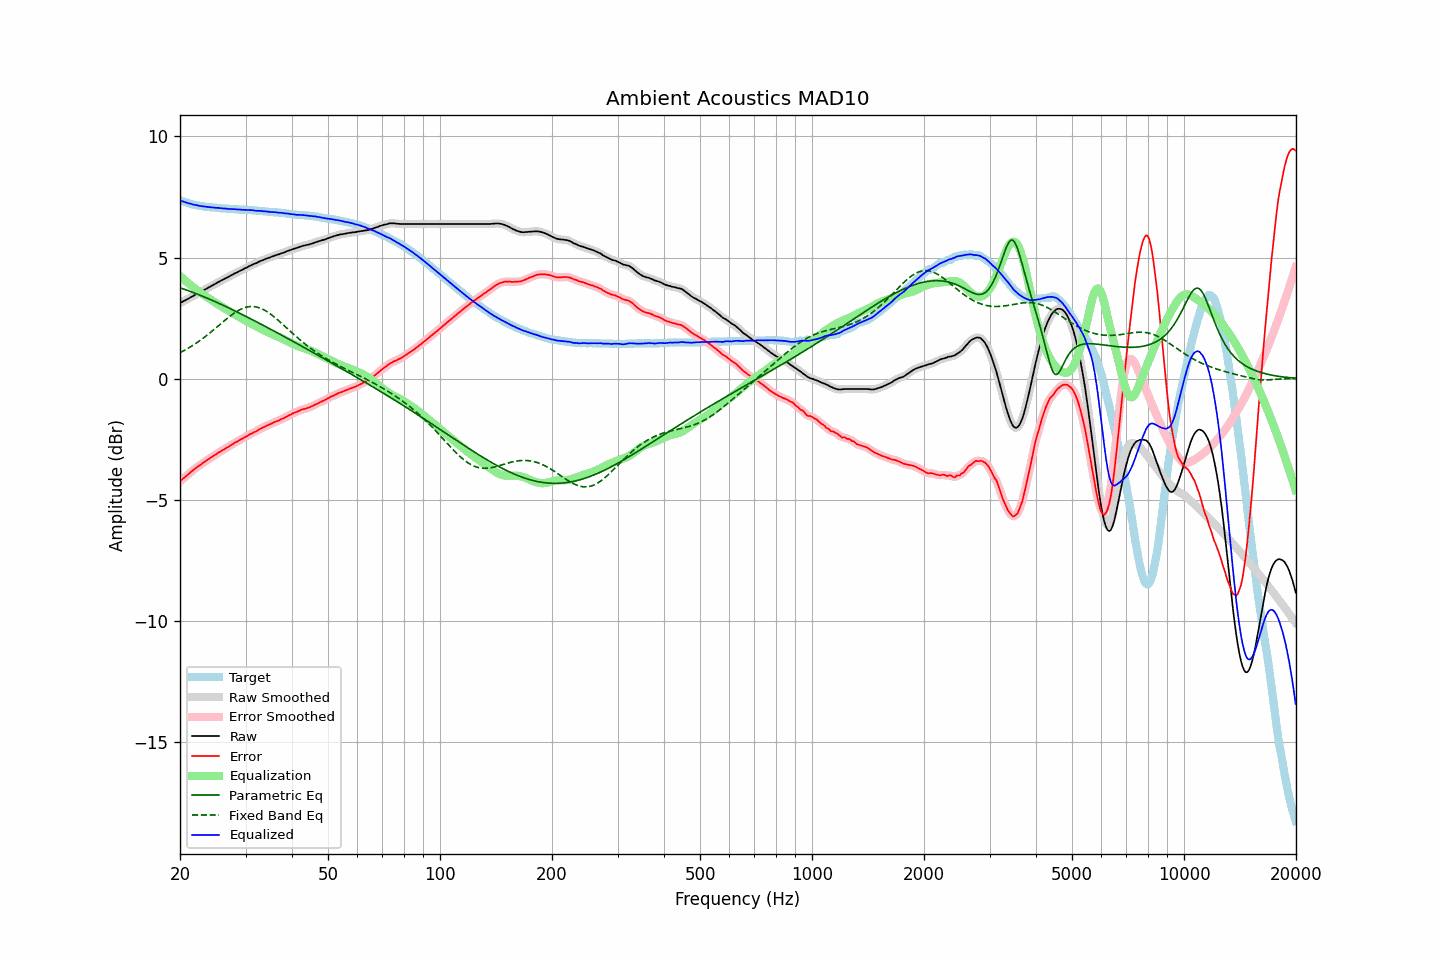 Ambient Acoustics MAD10
Amplitude (dBr)
10
5
0
−5
−10
−15
Target
Raw Smoothed
Error Smoothed
Raw
Error
Equalization
Parametric Eq
Fixed Band Eq
Equalized
20 50 100 200 500 1000 2000 5000 10000 20000
Frequency (Hz)